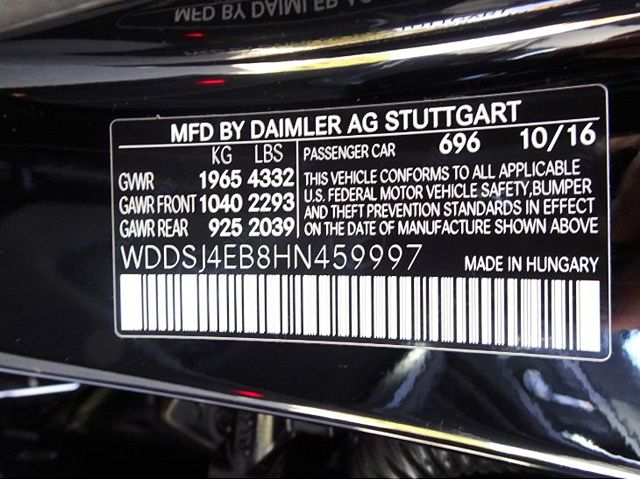 MFD BY DAIMLER AG STUTTGART
KG LBS PASSENGER CAR 696 10/16
GVWR 1965 4332
GAWR FRONT 1040 2293
GAWR REAR 925 2039
THIS VEHICLE CONFORMS TO ALL APPLICABLE
U.S. FEDERAL MOTOR VEHICLE SAFETY, BUMPER
AND THEFT PREVENTION STANDARDS IN EFFECT
ON THE DATE OF MANUFACTURE SHOWN ABOVE
WDDSJ4EB8HN459997 MADE IN HUNGARY